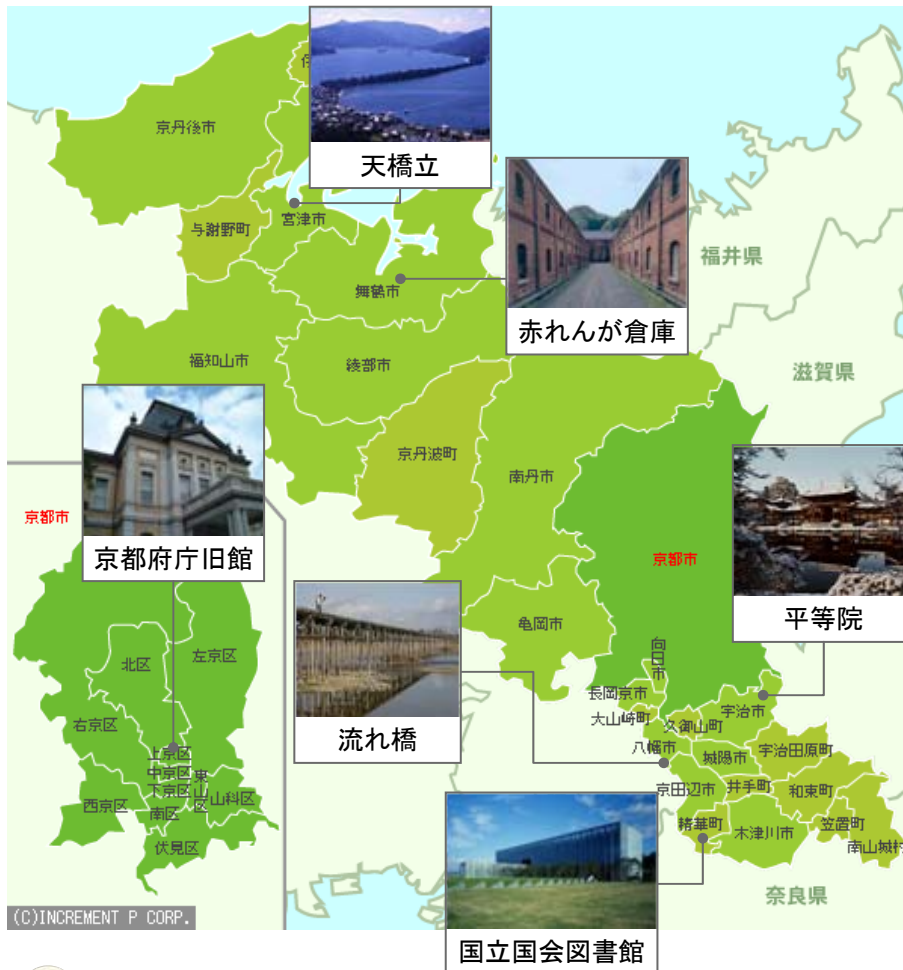 伊
京丹後市
天橋立
与謝野町
宮津市
舞鶴市
赤れんが倉庫
福井県
滋賀県
福知山市
綾部市
京丹波町
南丹市
京都市
京都府庁旧館
京都市
平等院
亀岡市
流れ橋
向日市
長岡京市
大山崎町
久御山町
宇治市
八幡市
城陽市
宇治田原町
京田辺市
井手町
和束町
精華町
木津川市
笠置町
南山城村
奈良県
北区
左京区
右京区
上京区
中京区
下京区
東山区
山科区
西京区
南区
伏見区
国立国会図書館
(C)INCREMENT P CORP.